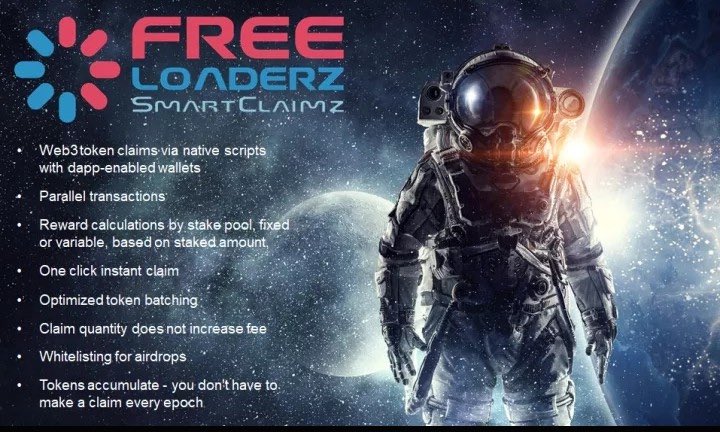 FREE
LOADERZ
SMARTCLAIMZ
• Web3 token claims via native scripts
with dapp-enabled wallets
• Parallel transactions
• Reward calculations by stake pool, fixed
or variable, based on staked amount
• One click instant claim
• Optimized token batching
• Claim quantity does not increase fee
• Whitelisting for airdrops
• Tokens accumulate - you don't have to
make a claim every epoch